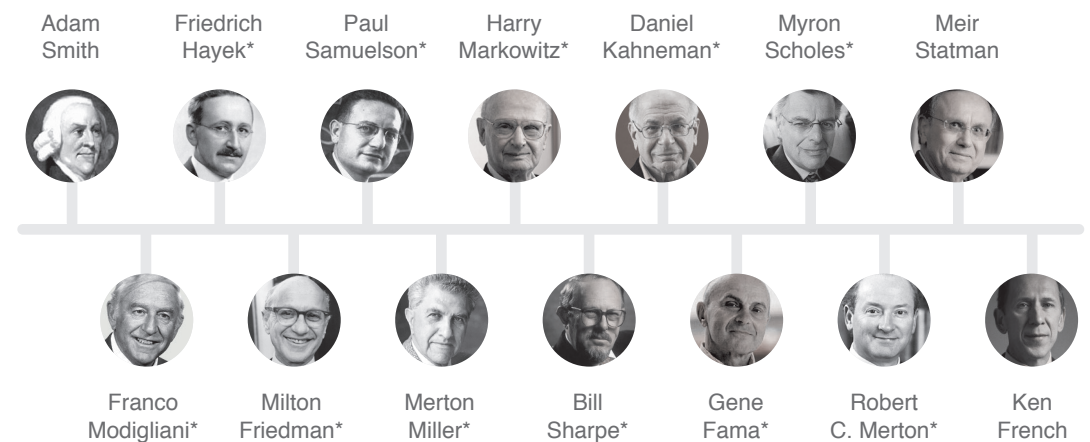 Adam
Smith
Friedrich
Hayek*
Paul
Samuelson*
Harry
Markowitz*
Daniel
Kahneman*
Myron
Scholes*
Meir
Statman
Franco
Modigliani*
Milton
Friedman*
Merton
Miller*
Bill
Sharpe*
Gene
Fama*
Robert
C. Merton*
Ken
French